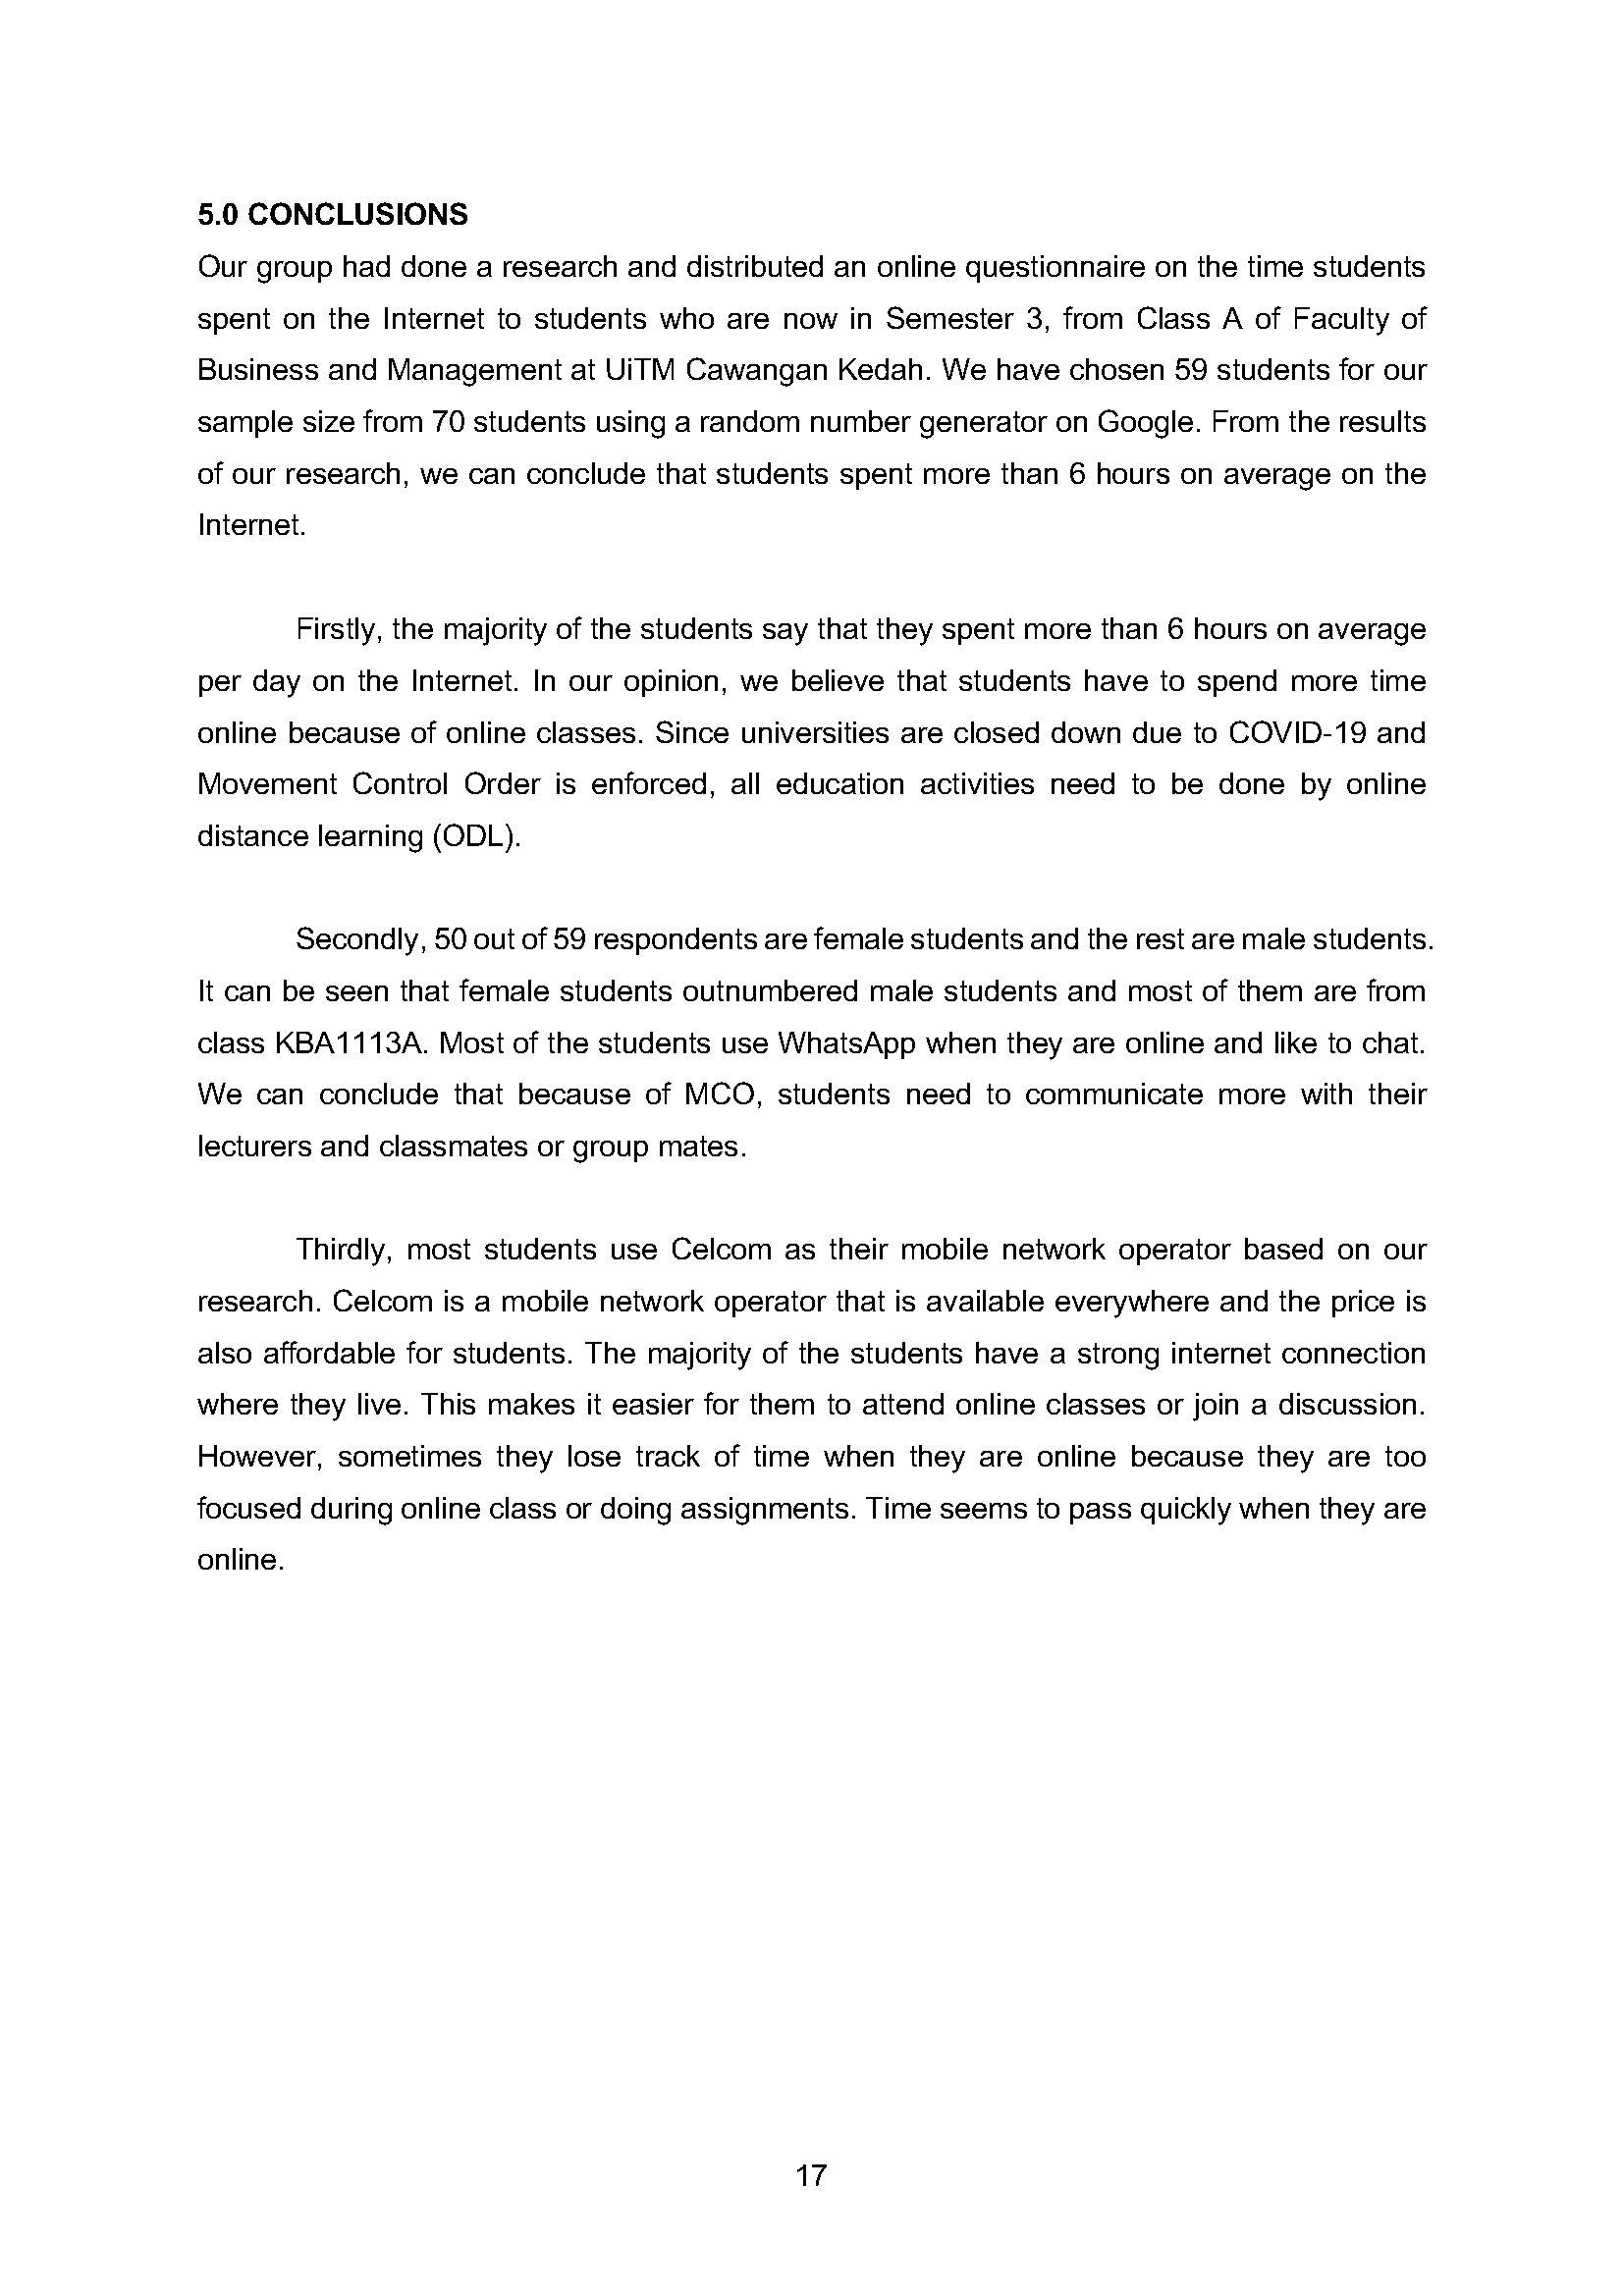 5.0 CONCLUSIONS
Our group had done a research and distributed an online questionnaire on the time students
spent on the Internet to students who are now in Semester 3, from Class A of Faculty of
Business and Management at UiTM Cawangan Kedah. We have chosen 59 students for our
sample size from 70 students using a random number generator on Google. From the results
of our research, we can conclude that students spent more than 6 hours on average on the
Internet.
Firstly, the majority of the students say that they spent more than 6 hours on average
per day on the Internet. In our opinion, we believe that students have to spend more time
online because of online classes. Since universities are closed down due to COVID-19 and
Movement Control Order is enforced, all education activities need to be done by online
distance learning (ODL).
Secondly, 50 out of 59 respondents are female students and the rest are male students.
It can be seen that female students outnumbered male students and most of them are from
class KBA1113A. Most of the students use WhatsApp when they are online and like to chat.
We can conclude that because of MCO, students need to communicate more with their
lecturers and classmates or group mates.
Thirdly, most students use Celcom as their mobile network operator based on our
research. Celcom is a mobile network operator that is available everywhere and the price is
also affordable for students. The majority of the students have a strong internet connection
where they live. This makes it easier for them to attend online classes or join a discussion.
However, sometimes they lose track of time when they are online because they are too
focused during online class or doing assignments. Time seems to pass quickly when they are
online.
17